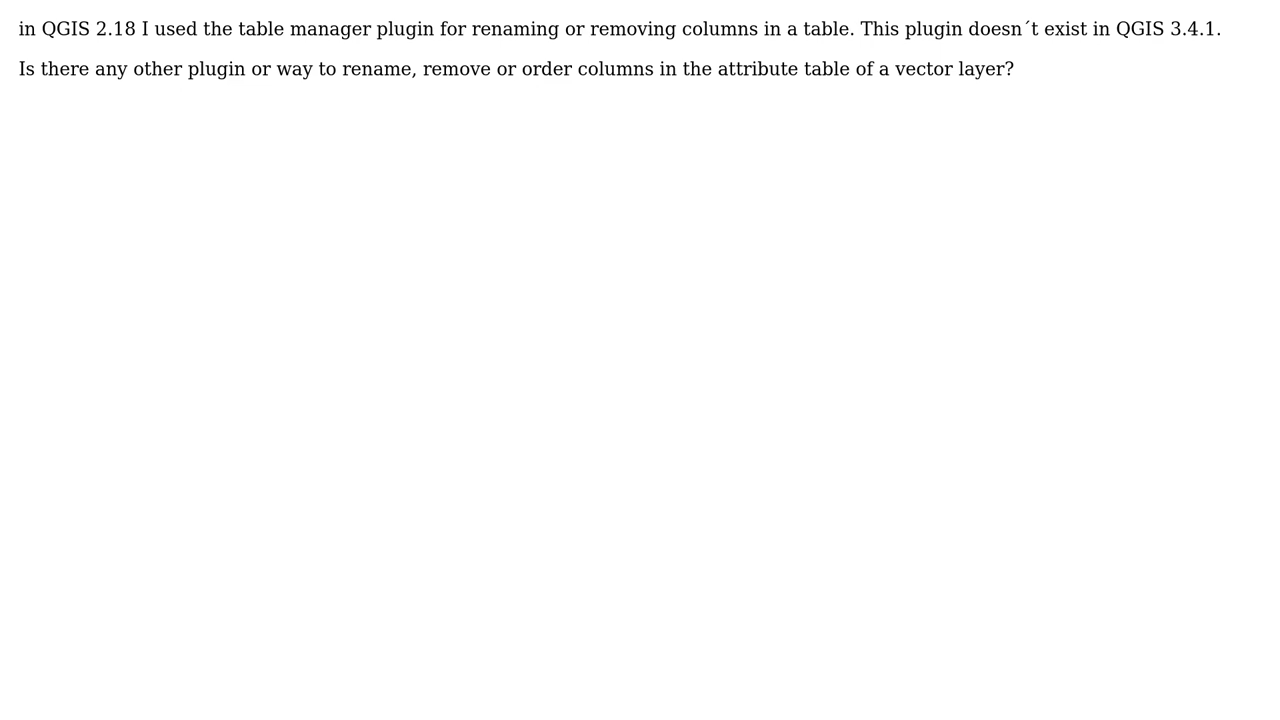 in QGIS 2.18 I used the table manager plugin for renaming or removing columns in a table. This plugin doesn´t exist in QGIS 3.4.1.
Is there any other plugin or way to rename, remove or order columns in the attribute table of a vector layer?